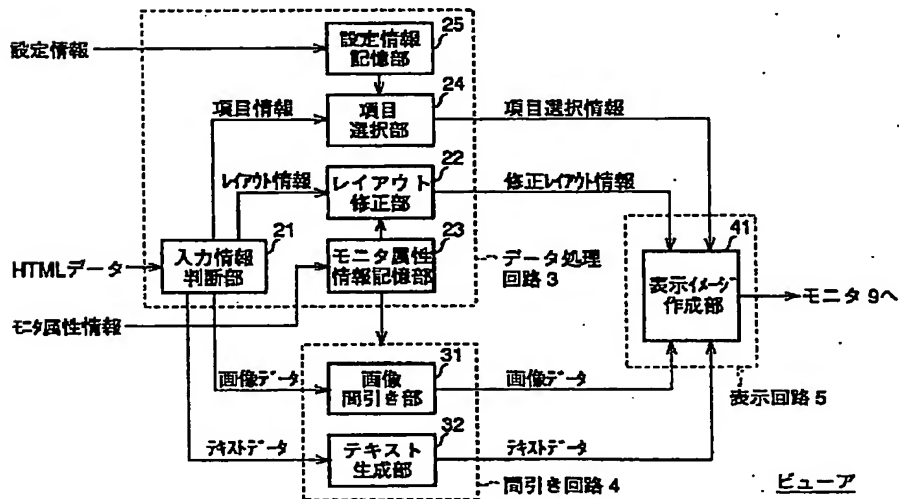 25
設定情報
設定情報
記憶部
24
項目情報
項目
選択部
項目選択情報
22
レイアウト情報
レイアウト
修正部
修正レイアウト情報
21
23
41
HTMLデータ
入力情報
判断部
モニタ属性
情報記憶部
データ処理
回路3
表示イメージ
作成部
モニタ9へ
モニタ属性情報
31
画像データ
画像
間引き部
画像データ
表示回路5
32
テキストデータ
テキスト
生成部
テキストデータ
間引き回路4
ビューア